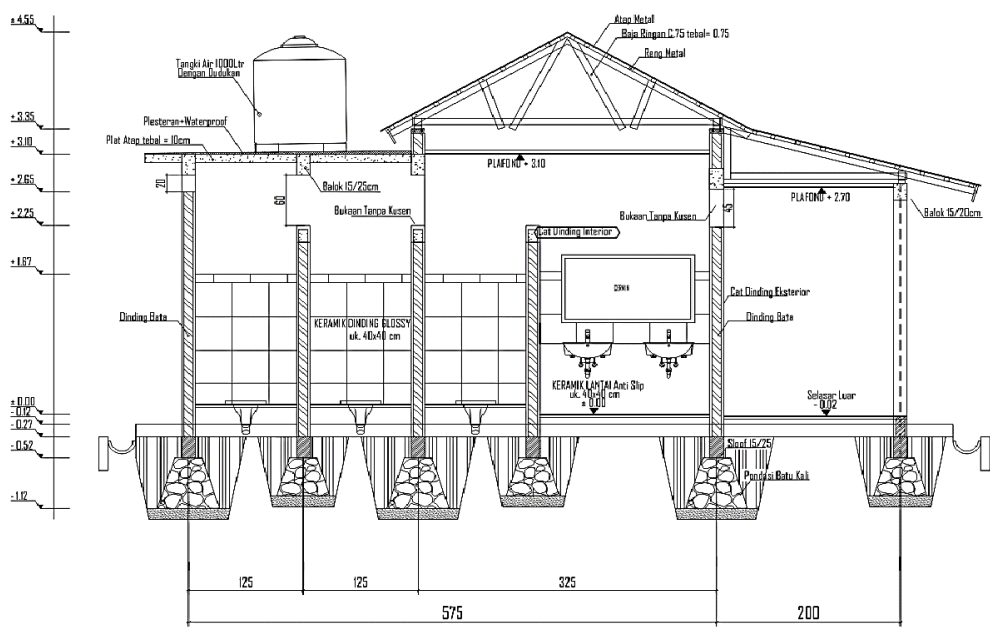 ± 4.55
+ 3.35
+ 3.10
+ 2.65
+ 2.25
+ 1.67
± 0.00
- 0.12
- 0.27
- 0.52
- 1.12
Atap Metal
Baja Ringan C.75 tebal= 0.75
Reng Metal
Tangki Air 1000Ltr
Dengan Dudukan
Plesteran+Waterproof
Plat Atap tebal = 10cm
PLAFOND + 3.10
PLAFOND + 2.70
20
60
45
Balok 15/25cm
Balok 15/20cm
Bukaan Tanpa Kusen
Bukaan Tanpa Kusen
Cat Dinding Interior
CERMIN
Cat Dinding Eksterior
Dinding Bata
Dinding Bata
KERAMIK DINDING GLOSSY
uk. 40x40 cm
KERAMIK LANTAI Anti Slip
uk. 40x40 cm
± 0.00
Selasar Luar
- 0.02
Sloof 15/25
Pondasi Batu Kali
125
125
325
575
200